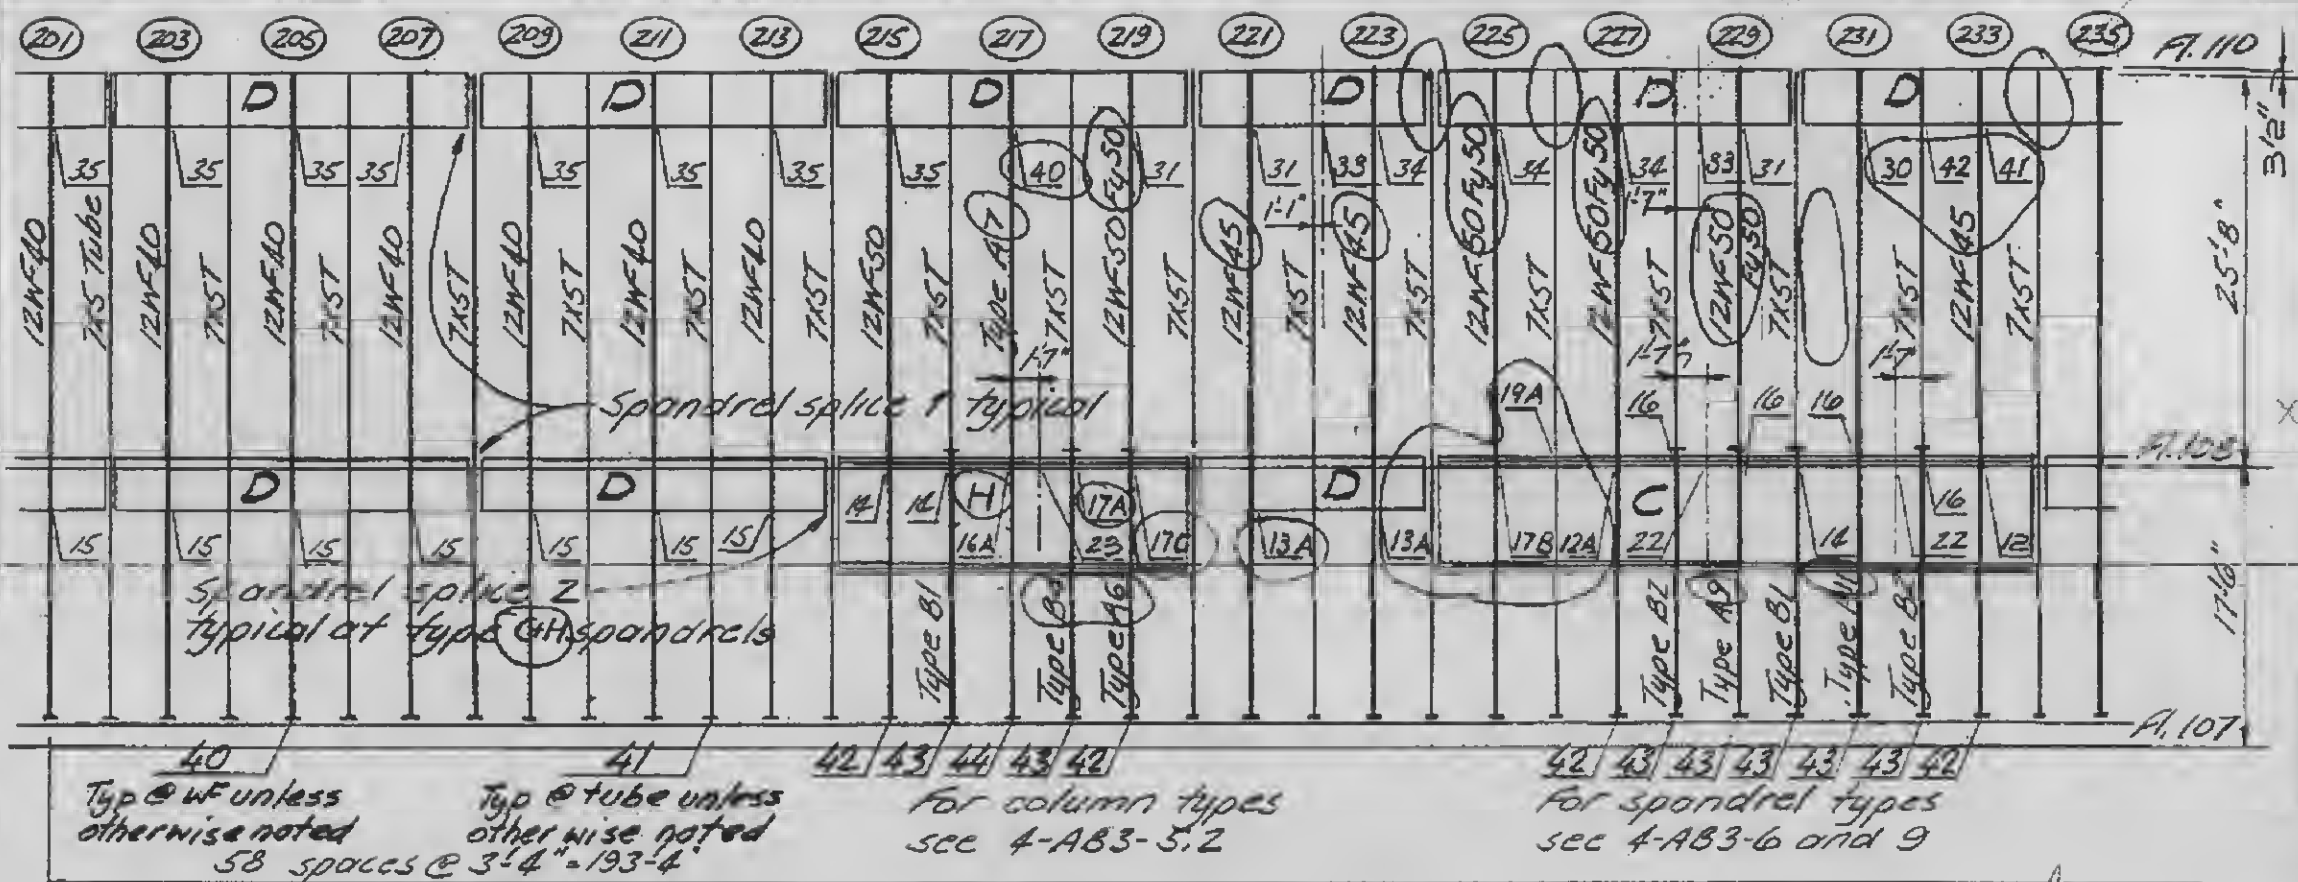 201 203 205 207 209 211 213 215 217 219 221 223 225 227 229 231 233 235
Fl. 110
D D D D D D
3'2"
35 35 35 35 35 35 35 35 40 31 31 33 34 34 34 33 31 30 42 41
12WF40 7x5 Tube 12WF40 7x5T 12WF40 7x5T 12WF40 7x5T 12WF40 7x5T 12WF40 7x5T 12WF40 7x5T 12WF50 7x5T Type A7 7x5T 12WF50 Fy50 7x5T 12WF45 7x5T 12WF45 7x5T 12WF50 Fy50 7x5T 12WF50 Fy50 7x5T 12WF50 Fy50 7x5T 7x5T 12WF45 7x5T
1'-1" 1'-7"
25'-8"
1'-7" 1'-7" 1'-7"
Spandrel splice 1 typical
19A 16 16 16
Fl. 108
D D H D C
14 14 17A 16
15 15 15 15 15 15 15 16A 23 17C 13A 13A 17B 12A 22 16 22 12
Spandrel splice 2
typical at type G+H spandrels
Type B1 Type A6 Type A9 Type B1 Type A11
17'-6"
Fl. 107
40 41 42 43 44 43 42 42 43 43 43 43 43 42
Typ @ WF unless
otherwise noted
Typ @ tube unless
otherwise noted
For column types
see 4-AB3-5.2
For spandrel types
see 4-AB3-6 and 9
58 spaces @ 3'-4" = 193'-4"